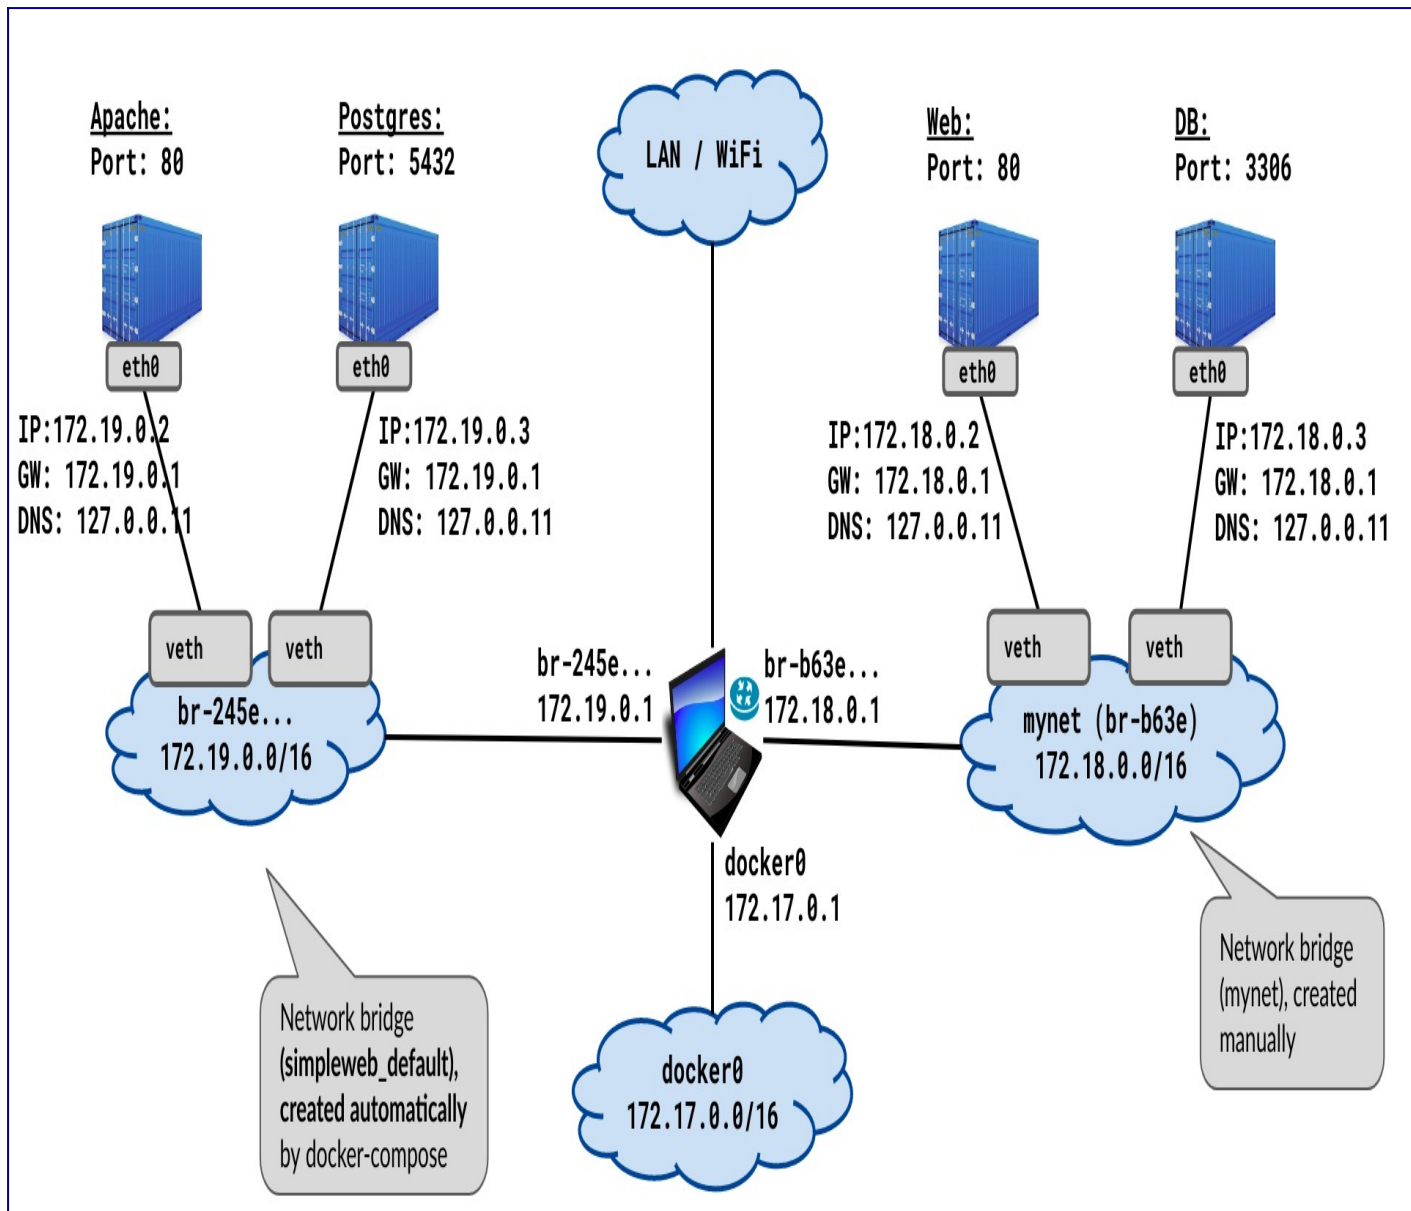 Apache:
Port: 80
Postgres:
Port: 5432
LAN / WiFi
Web:
Port: 80
DB:
Port: 3306
eth0
eth0
eth0
eth0
IP:172.19.0.2
GW: 172.19.0.1
DNS: 127.0.0.11
IP:172.19.0.3
GW: 172.19.0.1
DNS: 127.0.0.11
IP:172.18.0.2
GW: 172.18.0.1
DNS: 127.0.0.11
IP:172.18.0.3
GW: 172.18.0.1
DNS: 127.0.0.11
veth
veth
veth
veth
br-245e...
172.19.0.0/16
br-245e...
172.19.0.1
br-b63e...
172.18.0.1
mynet (br-b63e)
172.18.0.0/16
docker0
172.17.0.1
docker0
172.17.0.0/16
Network bridge
(simpleweb_default),
created automatically
by docker-compose
Network bridge
(mynet), created
manually